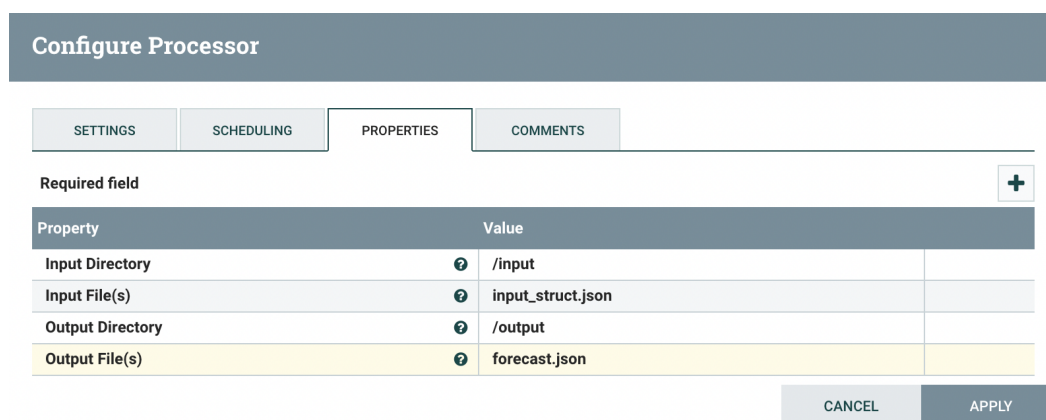 Configure Processor
SETTINGS SCHEDULING PROPERTIES COMMENTS
Required field
Property Value
Input Directory /input
Input File(s) input_struct.json
Output Directory /output
Output File(s) forecast.json
CANCEL APPLY